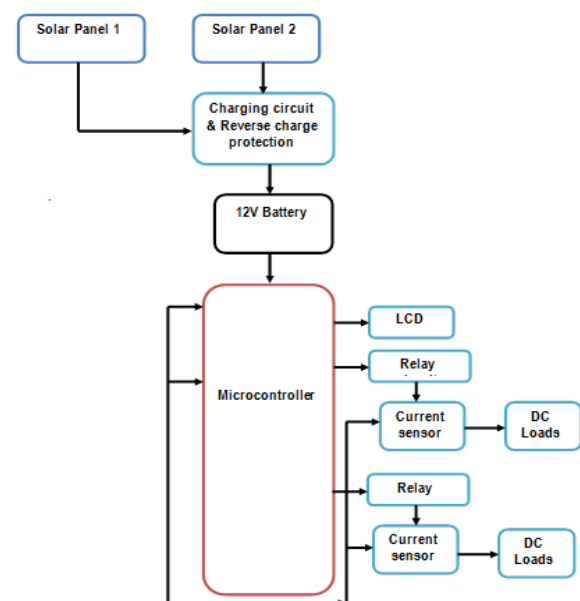 Solar Panel 1
Solar Panel 2
Charging circuit
& Reverse charge
protection
12V Battery
Microcontroller
LCD
Relay
Current
sensor
DC
Loads
Relay
Current
sensor
DC
Loads